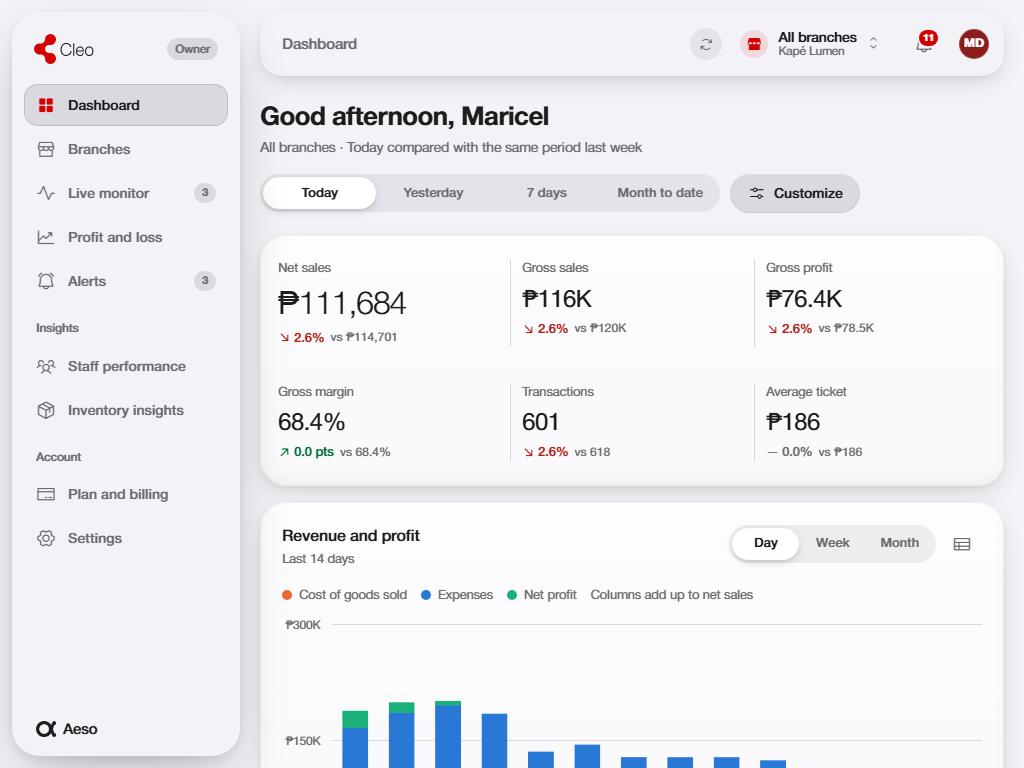 Cleo
Owner
Dashboard
Branches
Live monitor
3
Profit and loss
Alerts
3
Insights
Staff performance
Inventory insights
Account
Plan and billing
Settings
Aeso
Dashboard
All branches
Kapé Lumen
11
MD
Good afternoon, Maricel
All branches · Today compared with the same period last week
Today
Yesterday
7 days
Month to date
Customize
Net sales
₱111,684
2.6% vs ₱114,701
Gross sales
₱116K
2.6% vs ₱120K
Gross profit
₱76.4K
2.6% vs ₱78.5K
Gross margin
68.4%
0.0 pts vs 68.4%
Transactions
601
2.6% vs 618
Average ticket
₱186
0.0% vs ₱186
Revenue and profit
Last 14 days
Day
Week
Month
Cost of goods sold
Expenses
Net profit
Columns add up to net sales
₱300K
₱150K